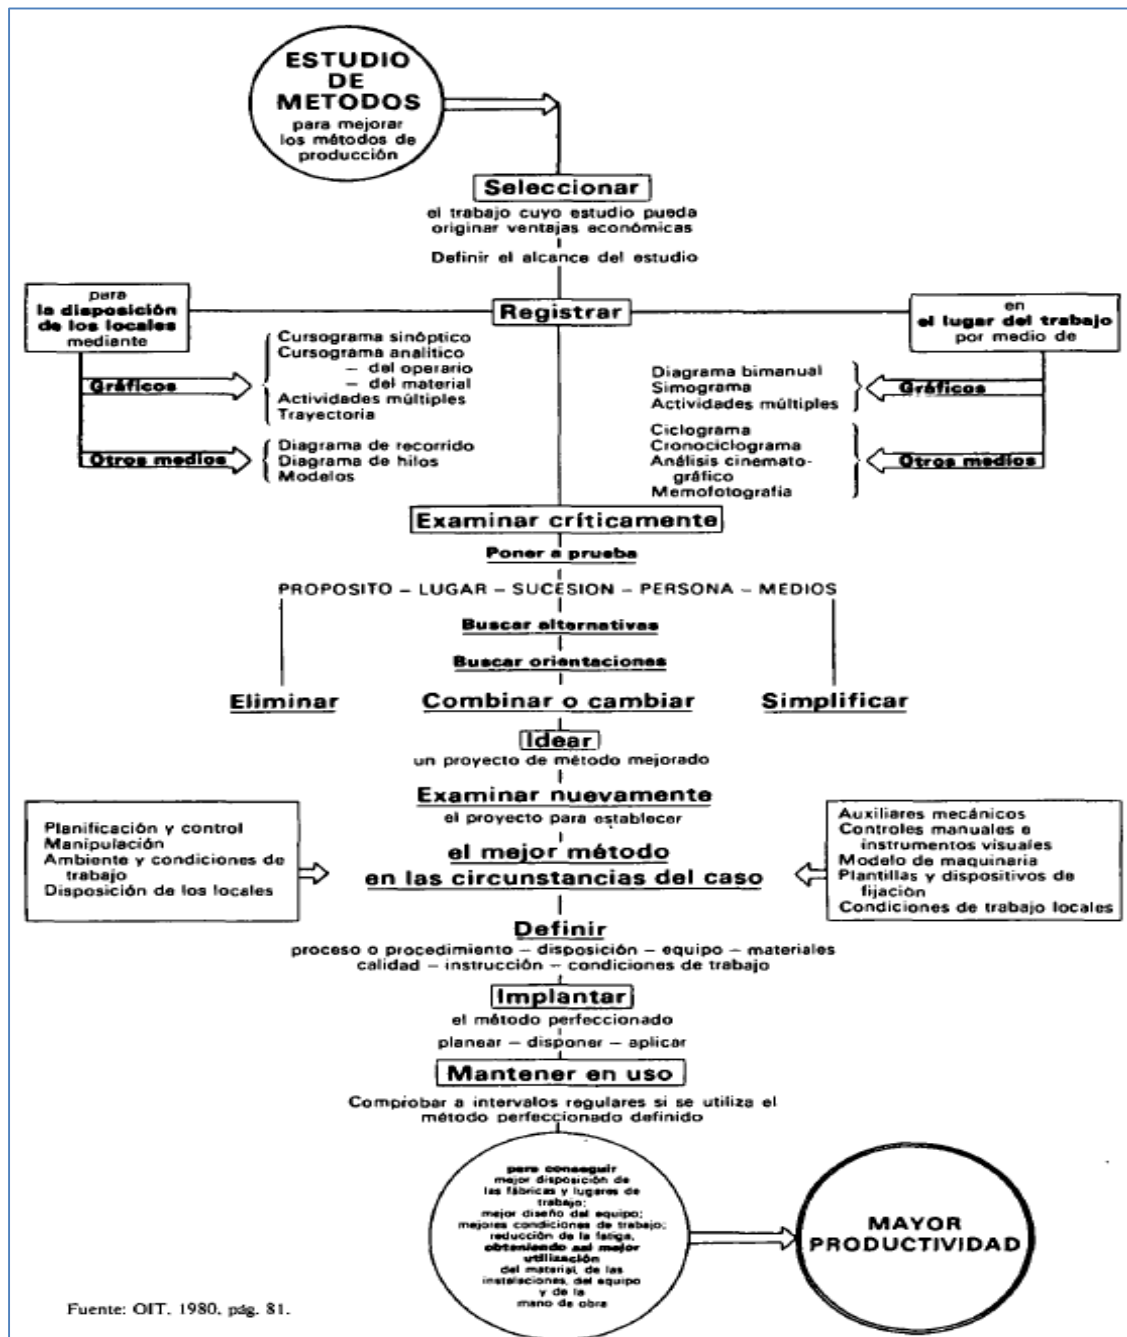 ESTUDIO
DE
METODOS
para mejorar
los métodos de
producción
Seleccionar
el trabajo cuyo estudio pueda
originar ventajas económicas
Definir el alcance del estudio
para
la disposición
de los locales
mediante
Registrar
en
el lugar del trabajo
por medio de
Gráficos
Cursograma sinóptico
Cursograma analítico
– del operario
– del material
Actividades múltiples
Trayectoria
Diagrama bimanual
Simograma
Actividades múltiples
Gráficos
Otros medios
Diagrama de recorrido
Diagrama de hilos
Modelos
Ciclograma
Cronociclograma
Análisis cinemato-
gráfico
Memofotografía
Otros medios
Examinar críticamente
Poner a prueba
PROPOSITO – LUGAR – SUCESION – PERSONA – MEDIOS
Buscar alternativas
Buscar orientaciones
Eliminar
Combinar o cambiar
Simplificar
Idear
un proyecto de método mejorado
Examinar nuevamente
el proyecto para establecer
el mejor método
en las circunstancias del caso
Planificación y control
Manipulación
Ambiente y condiciones de
trabajo
Disposición de los locales
Auxiliares mecánicos
Controles manuales e
instrumentos visuales
Modelo de maquinaria
Plantillas y dispositivos de
fijación
Condiciones de trabajo locales
Definir
proceso o procedimiento – disposición – equipo – materiales
calidad – instrucción – condiciones de trabajo
Implantar
el método perfeccionado
planear – disponer – aplicar
Mantener en uso
Comprobar a intervalos regulares si se utiliza el
método perfeccionado definido
para conseguir
mejor disposición de
las fábricas y lugares de
trabajo;
mejor diseño del equipo;
mejores condiciones de trabajo;
reducción de la fatiga,
obteniendo así mejor
utilización
del material, de las
instalaciones, del equipo
y de la
mano de obra
MAYOR
PRODUCTIVIDAD
Fuente: OIT. 1980, pág. 81.